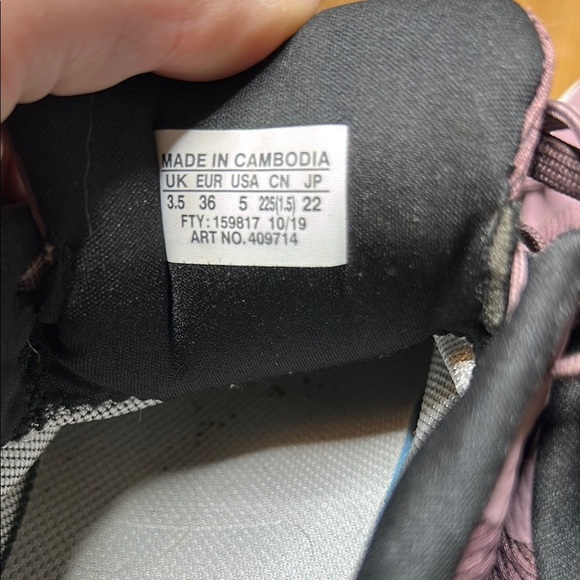 MADE IN CAMBODIA
UK EUR USA CN JP
3.5 36 5 225(1.5) 22
FTY: 159817 10/19
ART NO. 409714